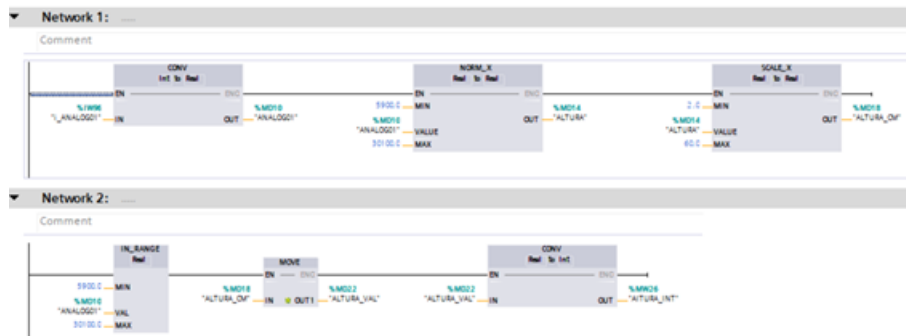 Network 1: .....
Comment
CONV
Int to Real
EN ENO
%IW96
"I_ANALOG01" IN
OUT %MD10
"ANALOG01"
NORM_X
Real to Real
EN ENO
5900.0 MIN
%MD10
"ANALOG01" VALUE
30100.0 MAX
OUT %MD14
"ALTURA"
SCALE_X
Real to Real
EN ENO
2.0 MIN
%MD14
"ALTURA" VALUE
60.0 MAX
OUT %MD18
"ALTURA_CM"
Network 2: .....
Comment
IN_RANGE
Real
5900.0 MIN
%MD10
"ANALOG01" VAL
30100.0 MAX
MOVE
EN ENO
%MD18
"ALTURA_CM" IN
OUT1 %MD22
"ALTURA_VAL"
CONV
Real to Int
EN ENO
%MD22
"ALTURA_VAL" IN
OUT %MW26
"ALTURA_INT"